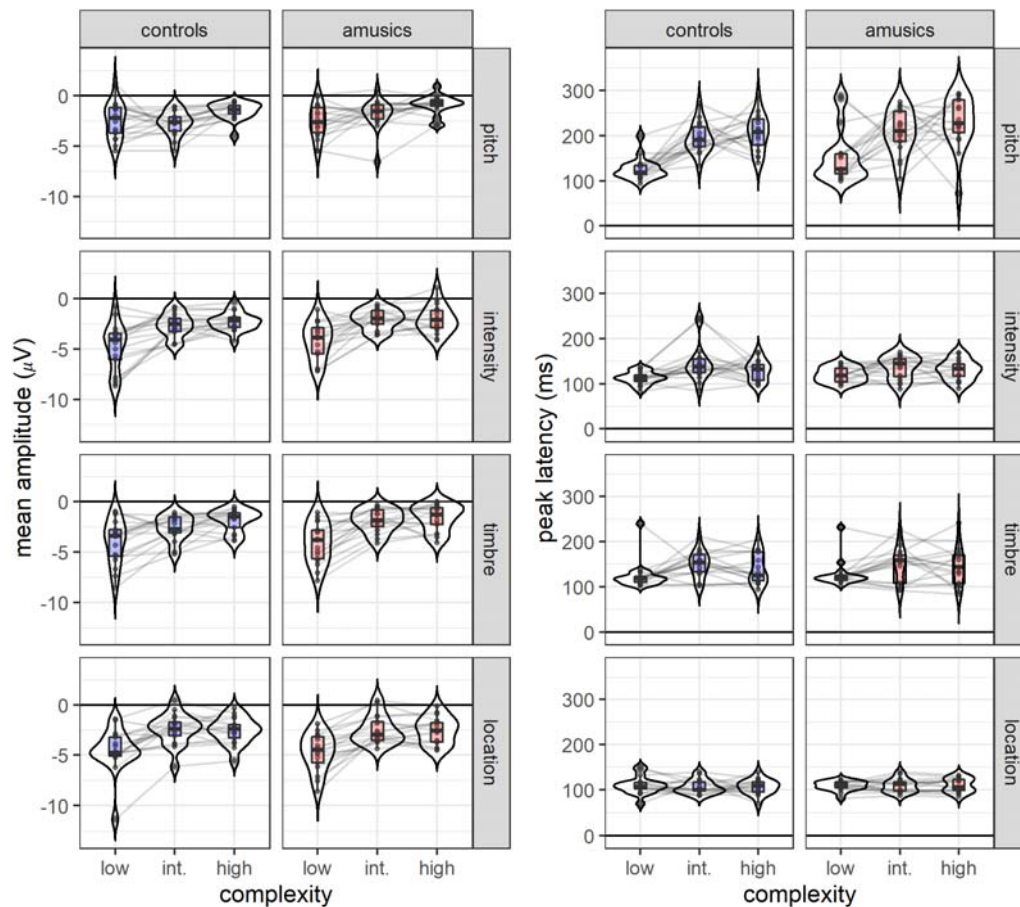 controls
amusics
0
-5
-10
pitch
0
-5
-10
intensity
0
-5
-10
timbre
0
-5
-10
location
mean amplitude (μV)
low int. high
low int. high
complexity
controls
amusics
300
200
100
0
pitch
300
200
100
0
intensity
300
200
100
0
timbre
300
200
100
0
location
peak latency (ms)
low int. high
low int. high
complexity